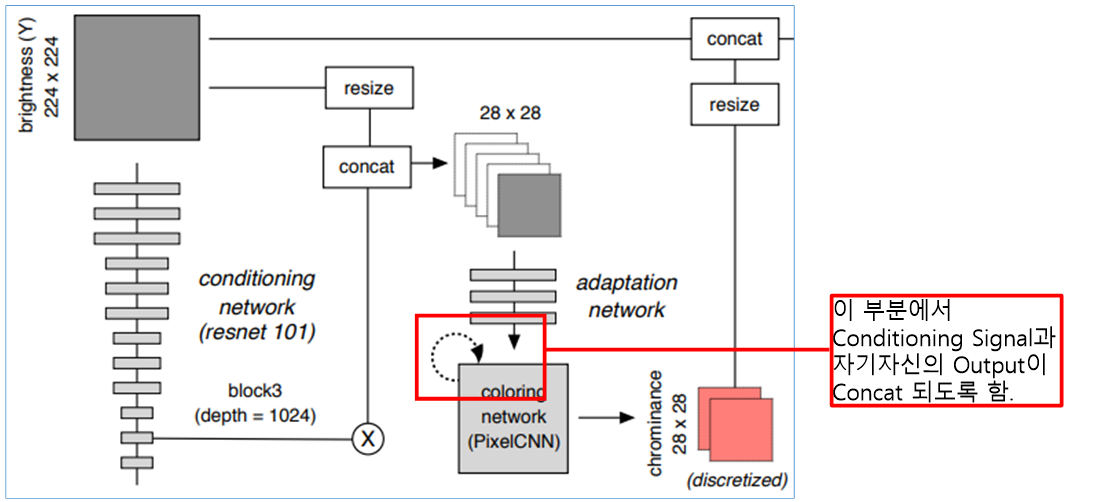 brightness (Y)
224 x 224
concat
resize
resize
28 x 28
concat
conditioning
network
(resnet 101)
adaptation
network
이 부분에서
Conditioning Signal과
자기자신의 Output이
Concat 되도록 함.
block3
(depth = 1024)
X
coloring
network
(PixelCNN)
chrominance
28 x 28
(discretized)